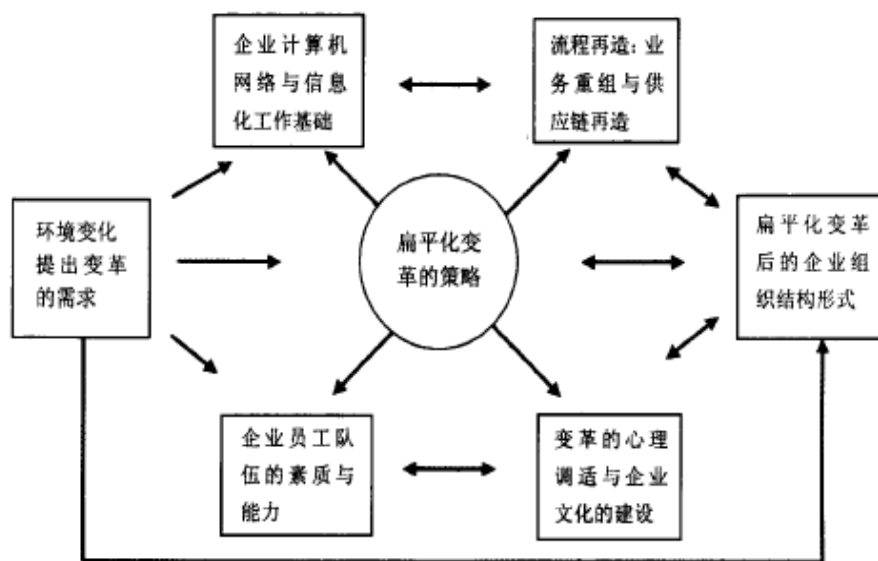 企业计算机
网络与信息
化工作基础
流程再造：业
务重组与供
应链再造
环境变化
提出变革
的需求
扁平化变
革的策略
扁平化变革
后的企业组
织结构形式
企业员工队
伍的素质与
能力
变革的心理
调适与企业
文化的建设